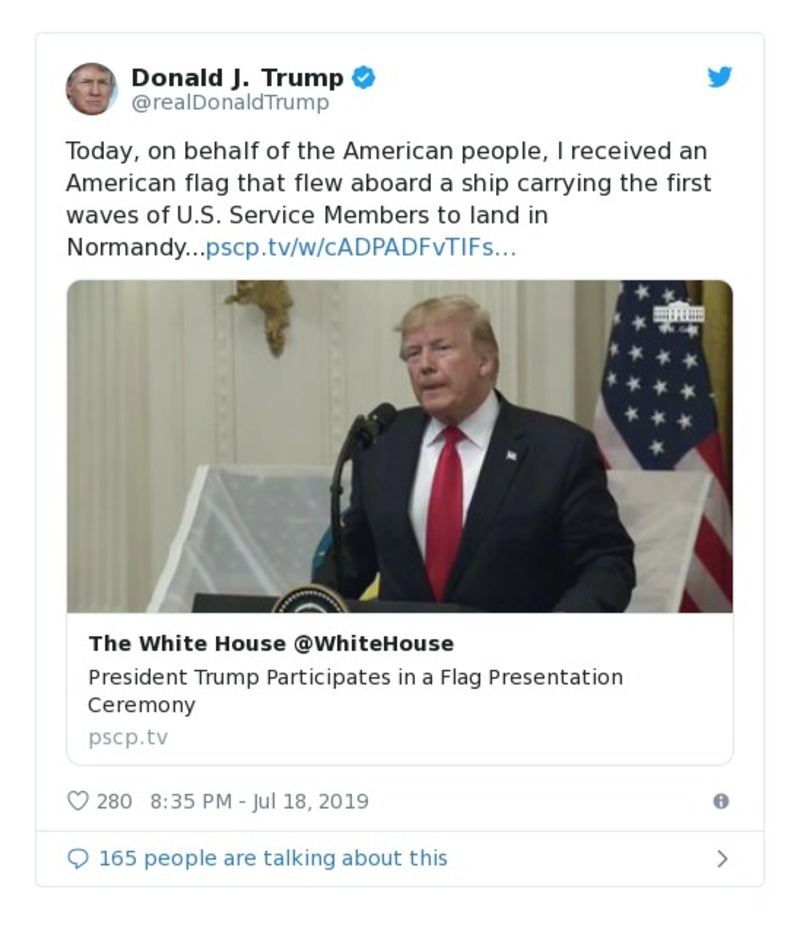 Donald J. Trump
@realDonaldTrump
Today, on behalf of the American people, I received an
American flag that flew aboard a ship carrying the first
waves of U.S. Service Members to land in
Normandy...pscp.tv/w/cADPADFvTIFs…
The White House @WhiteHouse
President Trump Participates in a Flag Presentation
Ceremony
pscp.tv
280 8:35 PM - Jul 18, 2019
165 people are talking about this